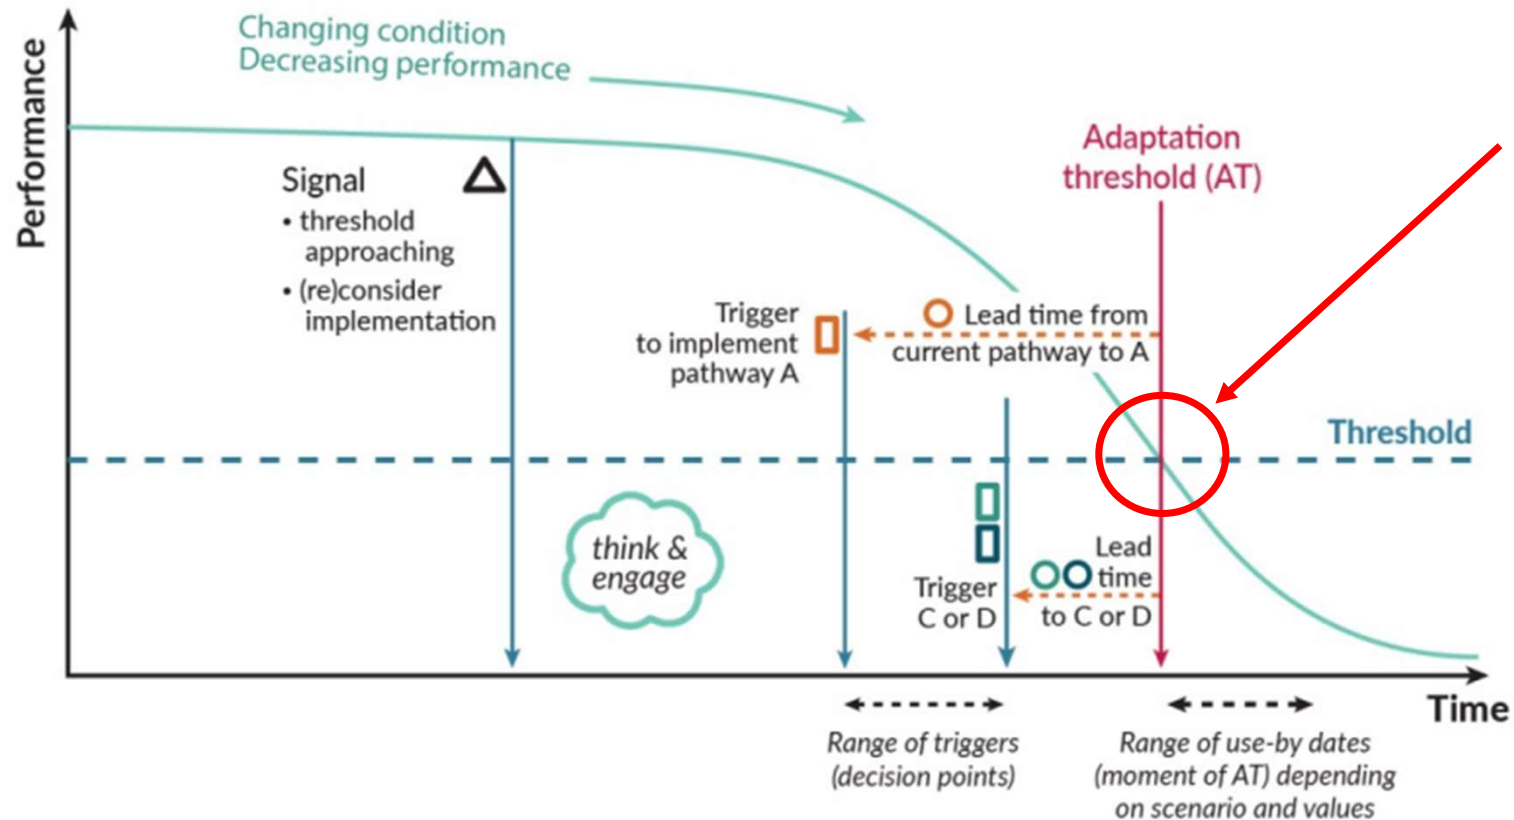 Performance
Changing condition
Decreasing performance
Signal
• threshold
approaching
• (re)consider
implementation
Adaptation
threshold (AT)
Trigger
to implement
pathway A
Lead time from
current pathway to A
Threshold
think &
engage
Trigger
C or D
Lead
time
to C or D
Time
Range of triggers
(decision points)
Range of use-by dates
(moment of AT) depending
on scenario and values